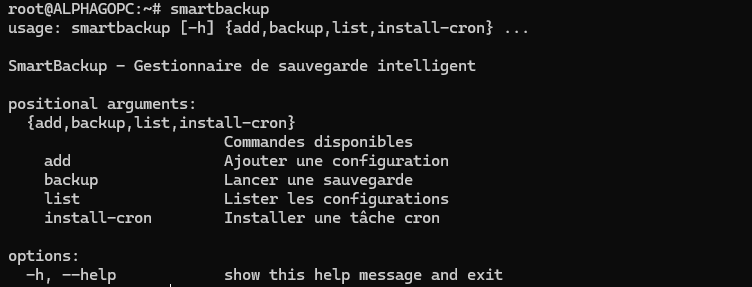 root@ALPHAGOPC:~# smartbackup
usage: smartbackup [-h] {add,backup,list,install-cron} ...
SmartBackup - Gestionnaire de sauvegarde intelligent
positional arguments:
{add,backup,list,install-cron}
Commandes disponibles
add Ajouter une configuration
backup Lancer une sauvegarde
list Lister les configurations
install-cron Installer une tâche cron
options:
-h, --help show this help message and exit